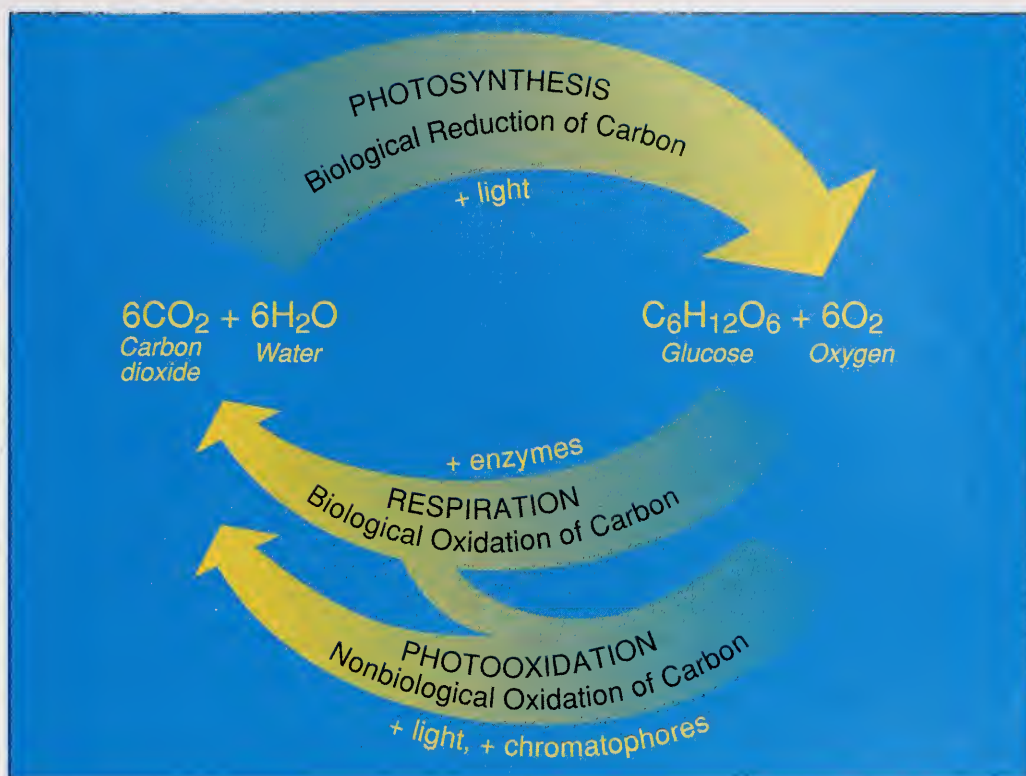 PHOTOSYNTHESIS
Biological Reduction of Carbon
+ light
6CO₂ + 6H₂O
Carbon dioxide
Water
C₆H₁₂O₆ + 6O₂
Glucose
Oxygen
+ enzymes
RESPIRATION
Biological Oxidation of Carbon
PHOTOOXIDATION
Nonbiological Oxidation of Carbon
+ light, + chromatophores